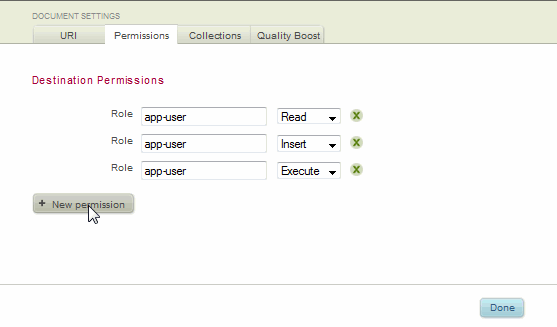 DOCUMENT SETTINGS
URI Permissions Collections Quality Boost
Destination Permissions
Role app-user Read X
Role app-user Insert X
Role app-user Execute X
+ New permission
Done